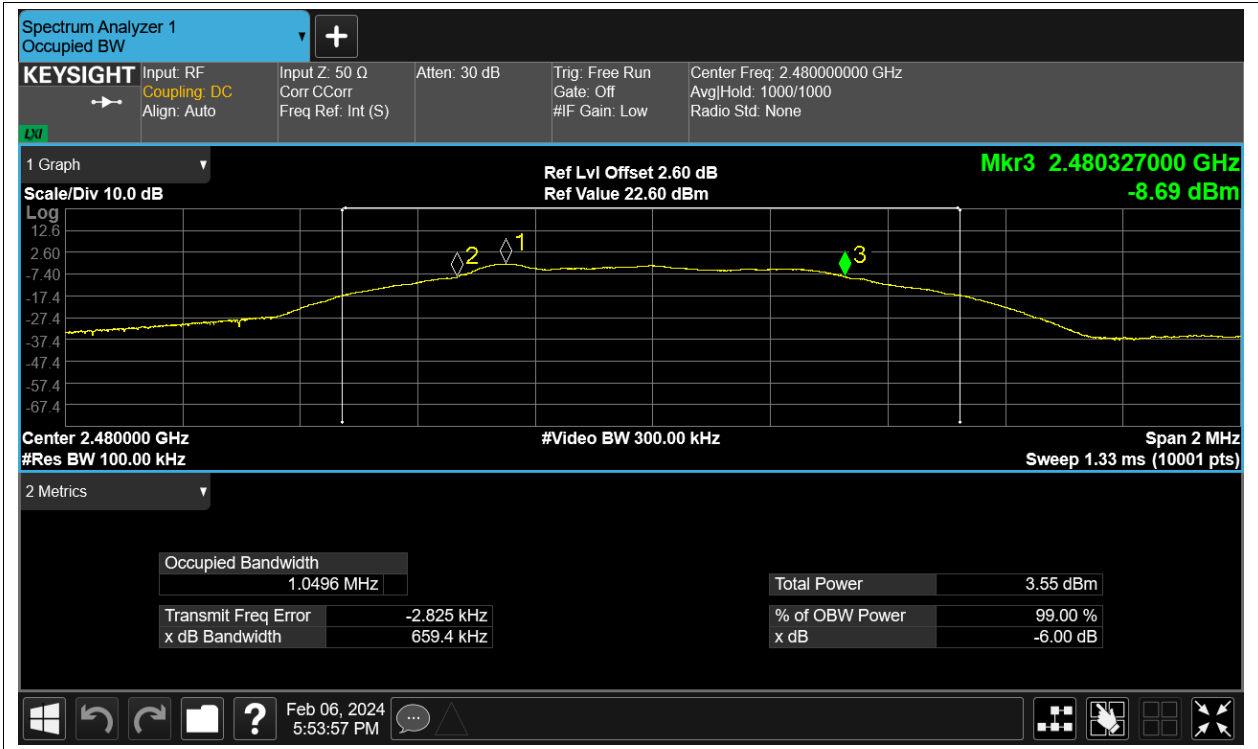 Spectrum Analyzer 1
Occupied BW
KEYSIGHT
LXI
Input: RF
Coupling: DC
Align: Auto
Input Z: 50 Ω
Corr CCorr
Freq Ref: Int (S)
Atten: 30 dB
Trig: Free Run
Gate: Off
#IF Gain: Low
Center Freq: 2.480000000 GHz
Avg|Hold: 1000/1000
Radio Std: None
1 Graph
Scale/Div 10.0 dB
Ref Lvl Offset 2.60 dB
Ref Value 22.60 dBm
Mkr3 2.480327000 GHz
-8.69 dBm
Log
12.6
2.60
-7.40
-17.4
-27.4
-37.4
-47.4
-57.4
-67.4
2
1
3
Center 2.480000 GHz
#Res BW 100.00 kHz
#Video BW 300.00 kHz
Span 2 MHz
Sweep 1.33 ms (10001 pts)
2 Metrics
Occupied Bandwidth
1.0496 MHz
Transmit Freq Error -2.825 kHz
x dB Bandwidth 659.4 kHz
Total Power 3.55 dBm
% of OBW Power 99.00 %
x dB -6.00 dB
?
Feb 06, 2024
5:53:57 PM